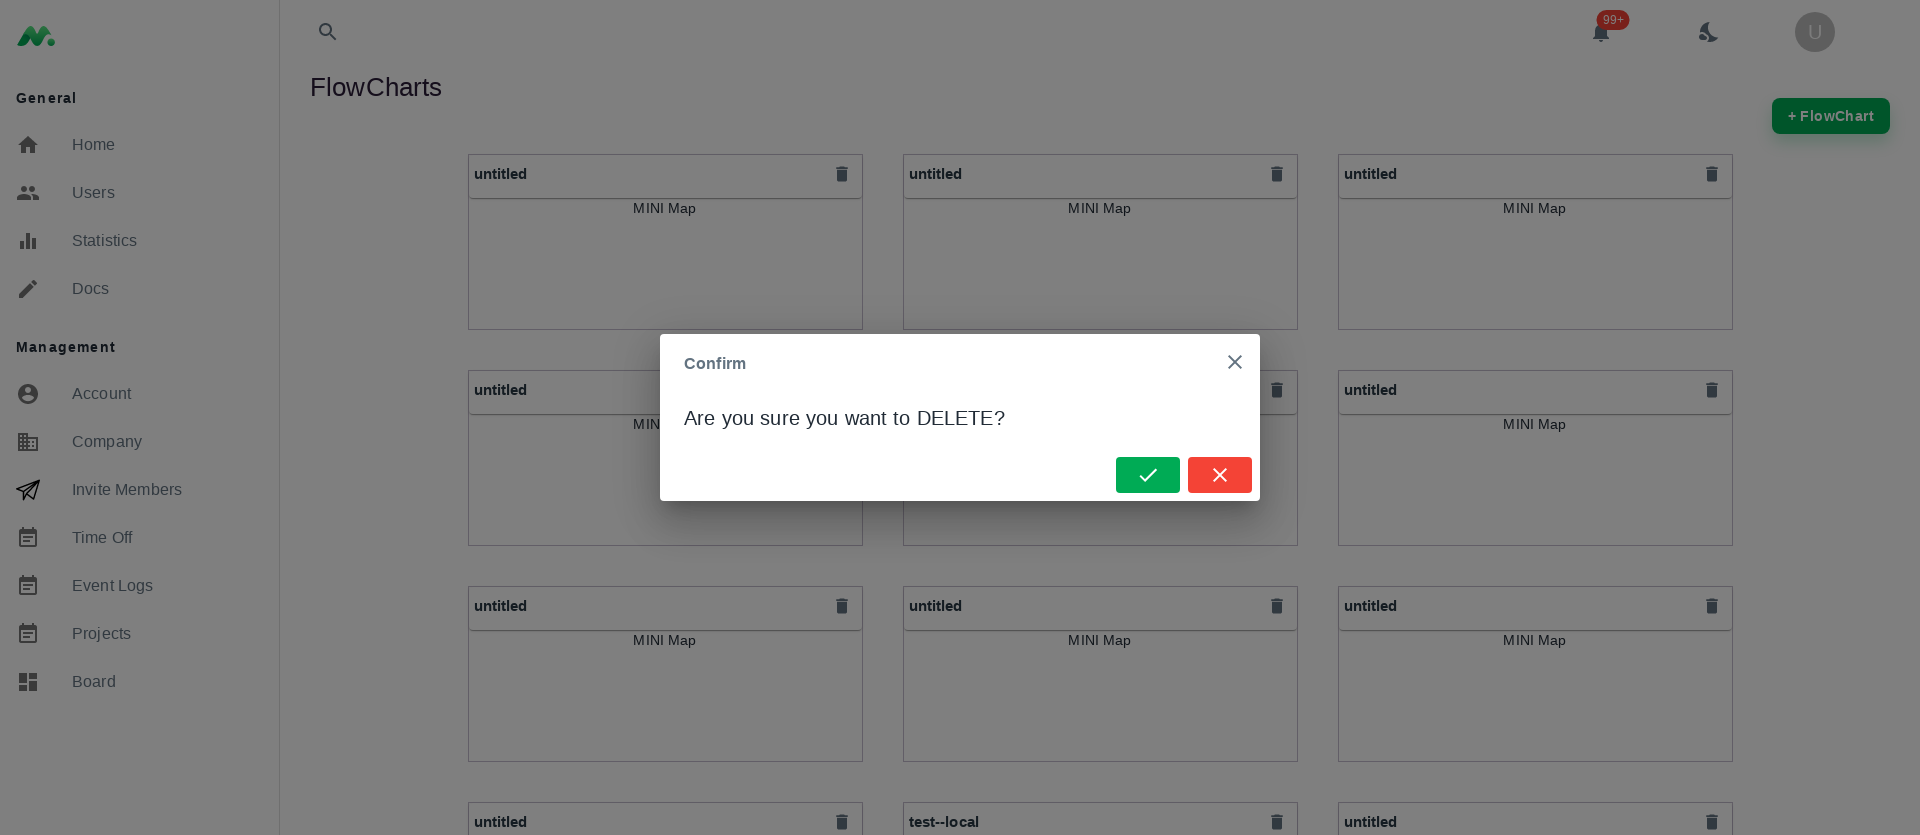 99+
U
General
Home
Users
Statistics
Docs
Management
Account
Company
Invite Members
Time Off
Event Logs
Projects
Board
FlowCharts
+ FlowChart
untitled
untitled
untitled
MINI Map
MINI Map
MINI Map
untitled
untitled
MIN
MINI Map
Confirm
Are you sure you want to DELETE?
untitled
untitled
untitled
MINI Map
MINI Map
MINI Map
untitled
test--local
untitled